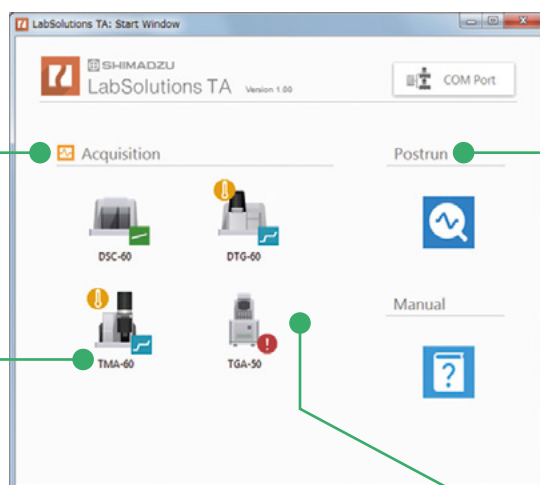 LabSolutions TA: Start Window
SHIMADZU
LabSolutions TA Version 1.00
COM Port
Acquisition
Postrun
DSC-60
DTG-60
TMA-60
TGA-50
Manual